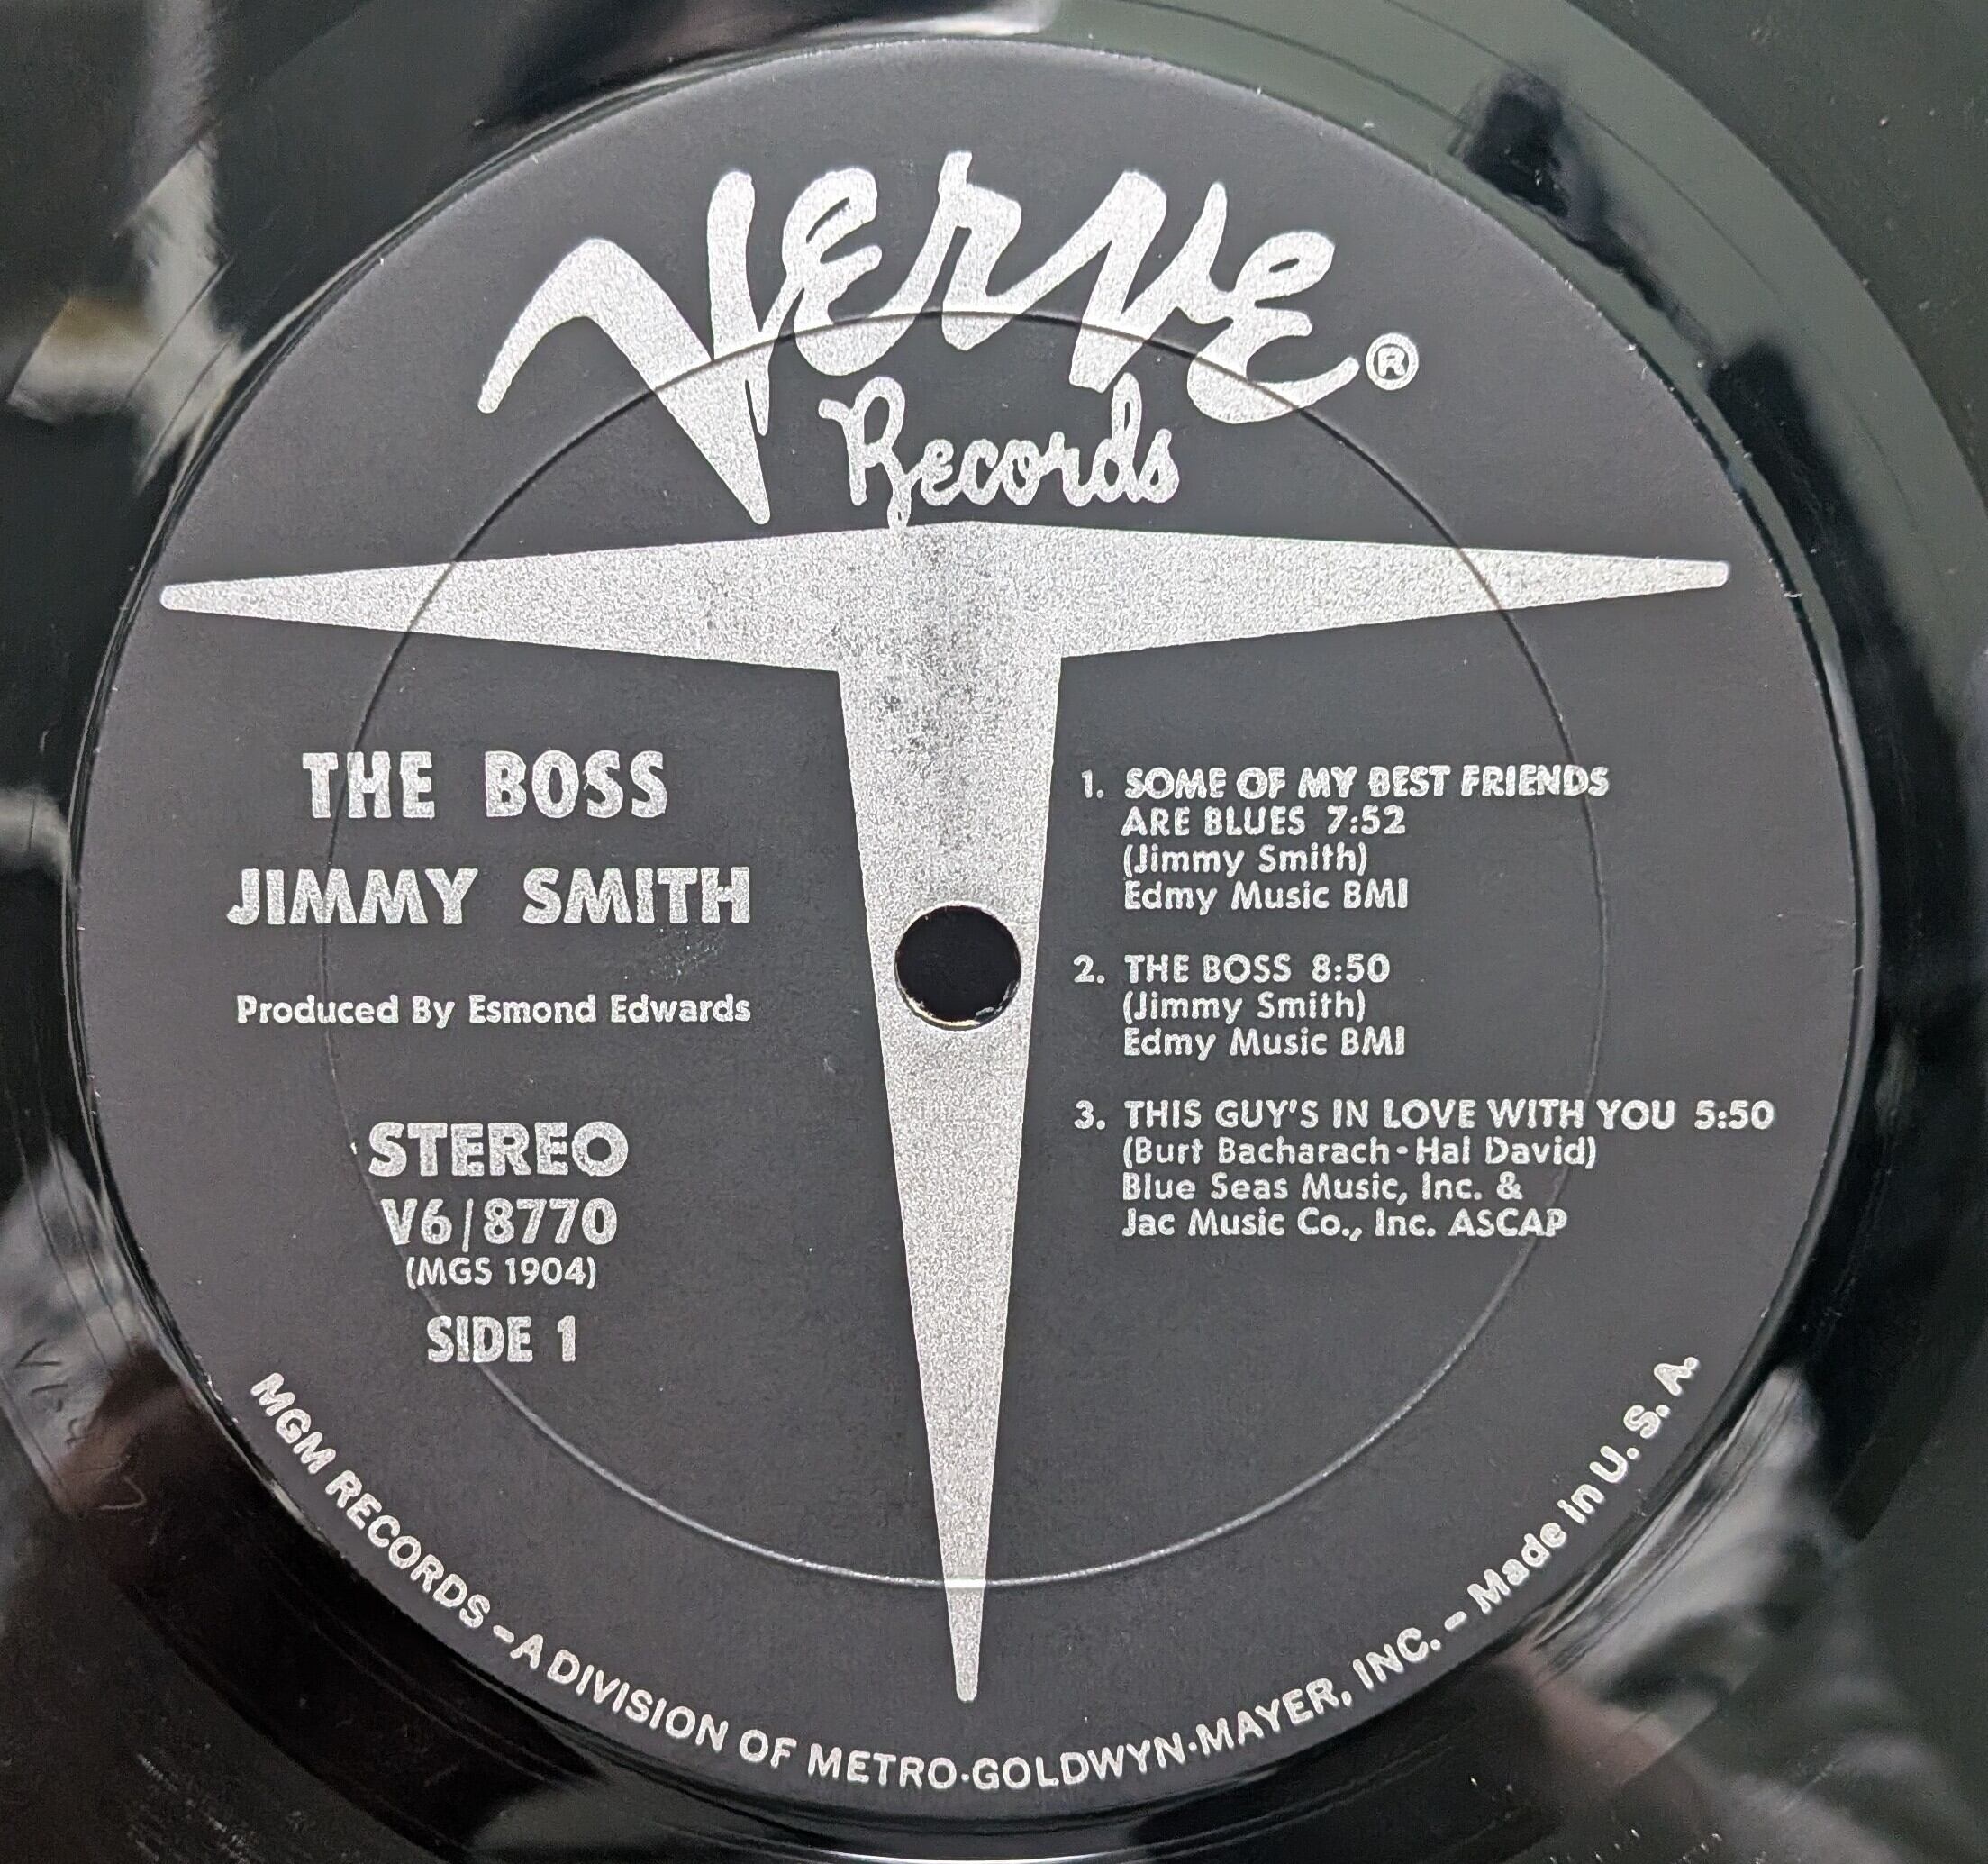 Verve®
Records
THE BOSS
JIMMY SMITH
Produced By Esmond Edwards
STEREO
V6/8770
(MGS 1904)
SIDE 1
1. SOME OF MY BEST FRIENDS
ARE BLUES 7:52
(Jimmy Smith)
Edmy Music BMI
2. THE BOSS 8:50
(Jimmy Smith)
Edmy Music BMI
3. THIS GUY'S IN LOVE WITH YOU 5:50
(Burt Bacharach-Hal David)
Blue Seas Music, Inc. &
Jac Music Co., Inc. ASCAP
MGM RECORDS – A DIVISION OF METRO-GOLDWYN-MAYER, INC. – Made in U. S. A.